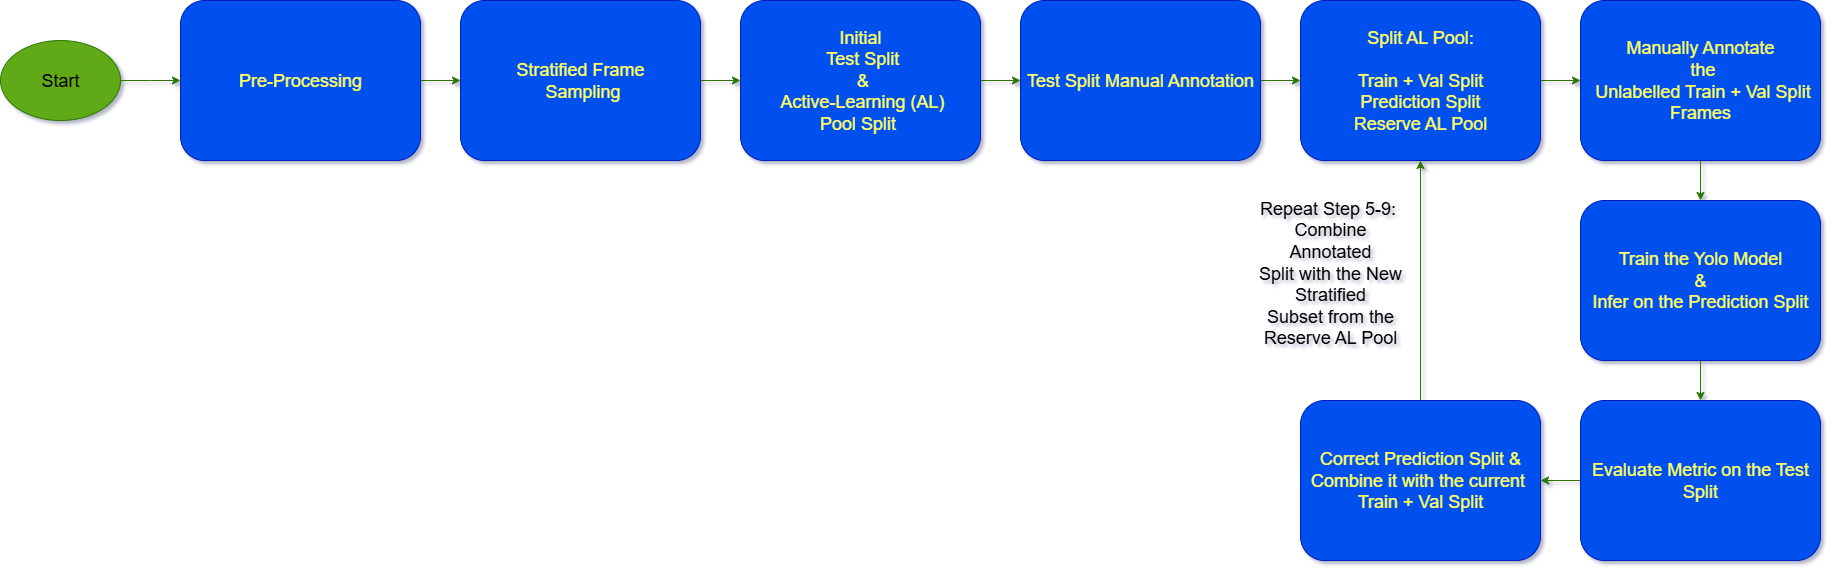 Start
Pre-Processing
Stratified Frame
Sampling
Initial
Test Split
&
Active-Learning (AL)
Pool Split
Test Split Manual Annotation
Split AL Pool:
Train + Val Split
Prediction Split
Reserve AL Pool
Manually Annotate
the
Unlabelled Train + Val Split
Frames
Train the Yolo Model
&
Infer on the Prediction Split
Evaluate Metric on the Test
Split
Correct Prediction Split &
Combine it with the current
Train + Val Split
Repeat Step 5-9:
Combine
Annotated
Split with the New
Stratified
Subset from the
Reserve AL Pool